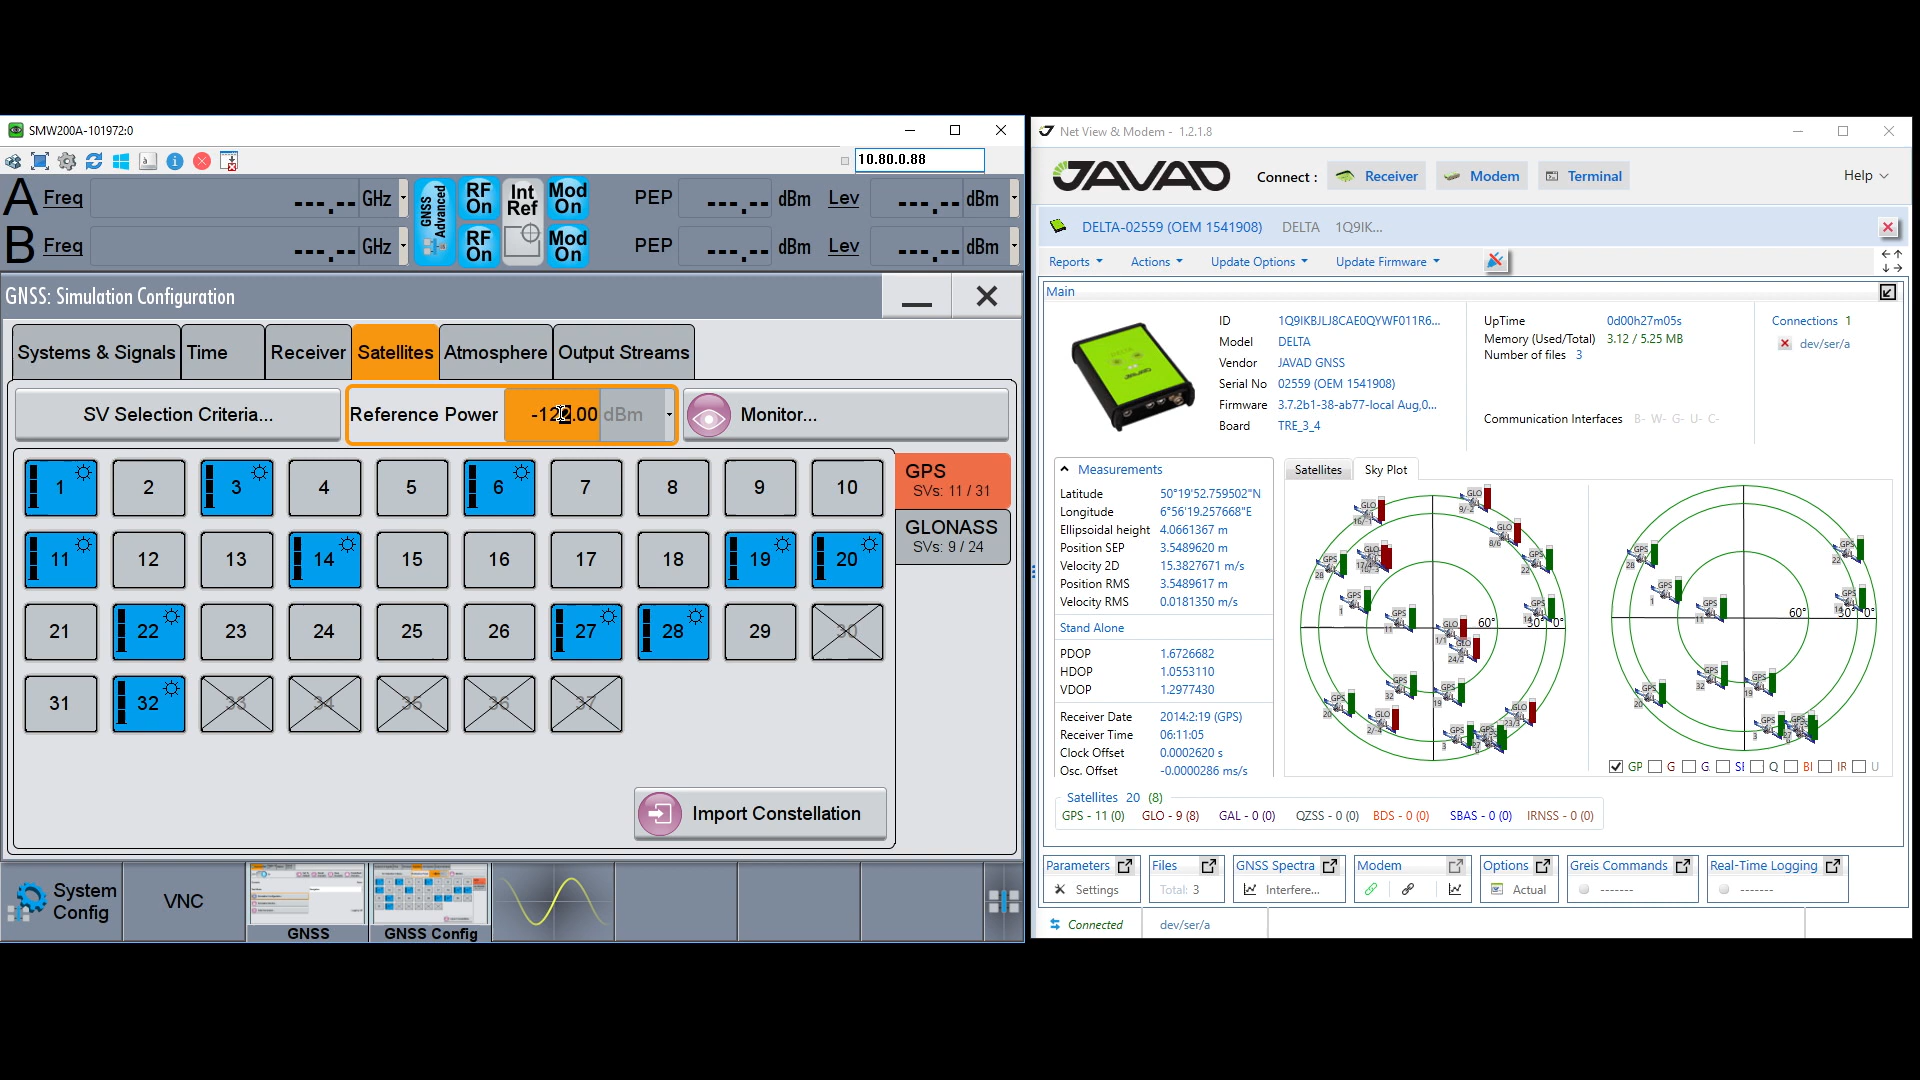 SMW200A-101972:0
10.80.0.88
A Freq ---.-- GHz GNSS Advanced RF On Int Ref Mod On PEP ---.-- dBm Lev ---.-- dBm
B Freq ---.-- GHz RF On Mod On PEP ---.-- dBm Lev ---.-- dBm
GNSS: Simulation Configuration
Systems & Signals Time Receiver Satellites Atmosphere Output Streams
SV Selection Criteria... Reference Power -122.00 dBm Monitor...
1 2 3 4 5 6 7 8 9 10
11 12 13 14 15 16 17 18 19 20
21 22 23 24 25 26 27 28 29 30
31 32 33 34 35 36 37
GPS
SVs: 11 / 31
GLONASS
SVs: 9 / 24
Import Constellation
System Config
VNC
GNSS
GNSS Config
Net View & Modem - 1.2.1.8
JAVAD
Connect : Receiver Modem Terminal Help
DELTA-02559 (OEM 1541908) DELTA 1Q9IK...
Reports Actions Update Options Update Firmware
Main
ID 1Q9IKBJLJ8CAE0QYWF011R6...
Model DELTA
Vendor JAVAD GNSS
Serial No 02559 (OEM 1541908)
Firmware 3.7.2b1-38-ab77-local Aug,0...
Board TRE_3_4
UpTime 0d00h27m05s
Memory (Used/Total) 3.12 / 5.25 MB
Number of files 3
Communication Interfaces B- W- G- U- C-
Connections 1
dev/ser/a
Measurements
Latitude 50°19'52.759502"N
Longitude 6°56'19.257668"E
Ellipsoidal height 4.0661367 m
Position SEP 3.5489620 m
Velocity 2D 15.3827671 m/s
Position RMS 3.5489617 m
Velocity RMS 0.0181350 m/s
Stand Alone
PDOP 1.6726682
HDOP 1.0553110
VDOP 1.2977430
Receiver Date 2014:2:19 (GPS)
Receiver Time 06:11:05
Clock Offset 0.0002620 s
Osc. Offset -0.0000286 ms/s
Satellites Sky Plot
60° 30° 0°
60° 30° 0°
GP G G SI Q BI IR U
Satellites 20 (8)
GPS - 11 (0) GLO - 9 (8) GAL - 0 (0) QZSS - 0 (0) BDS - 0 (0) SBAS - 0 (0) IRNSS - 0 (0)
Parameters Files GNSS Spectra Modem Options Greis Commands Real-Time Logging
Settings Total: 3 Interfere... Actual ------- -------
Connected dev/ser/a